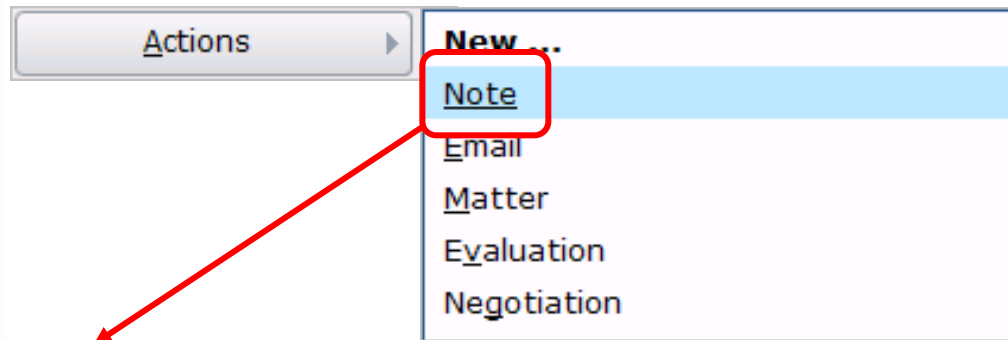 Actions
New ...
Note
Email
Matter
Evaluation
Negotiation